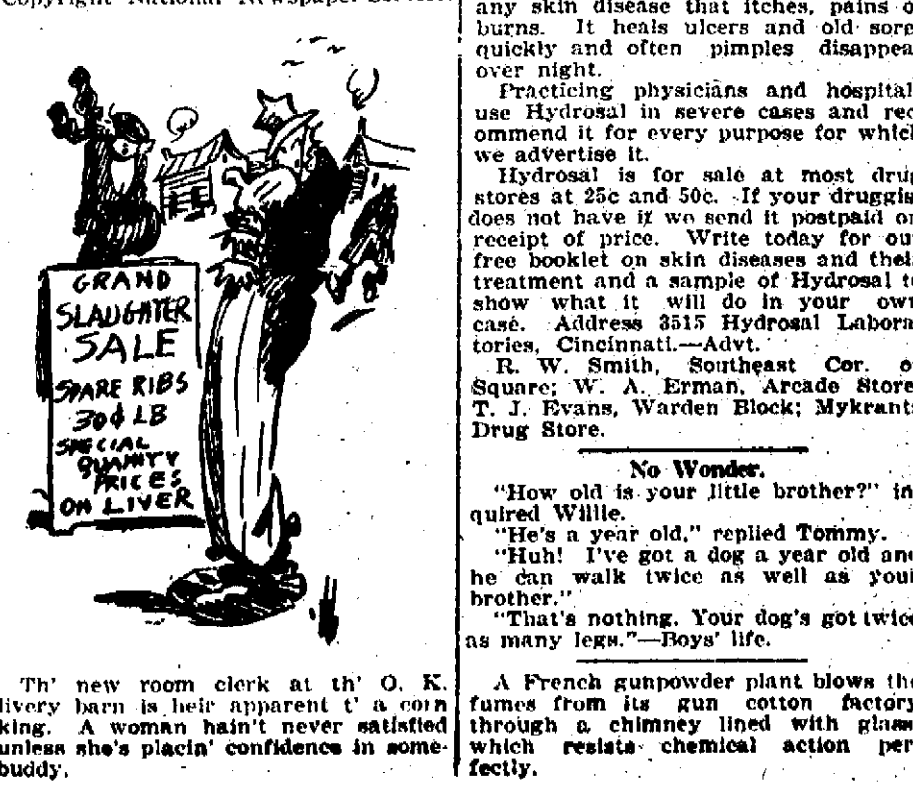 Copyright National Newspaper Service
GRAND
SLAUGHTER
SALE
SPARE RIBS
30¢ LB
SPECIAL
QUANITY
PRICES
ON LIVER
Th' new room clerk at th' O. K.
livery barn is heir apparent t' a corn
king. A woman hain't never satisfied
unless she's placin' confidence in some-
buddy.
any skin disease that itches, pains o
burns. It heals ulcers and old sore
quickly and often pimples disappea
over night.
Practicing physicians and hospital
use Hydrosal in severe cases and rec
ommend it for every purpose for which
we advertise it.
Hydrosal is for sale at most drug
stores at 25c and 50c. If your druggis
does not have it we send it postpaid on
receipt of price. Write today for ou
free booklet on skin diseases and thei
treatment and a sample of Hydrosal t
show what it will do in your own
case. Address 3515 Hydrosal Labora
tories, Cincinnati.—Advt.
R. W. Smith, Southeast Cor. o
Square; W. A. Erman, Arcade Store
T. J. Evans, Warden Block; Mykrant
Drug Store.
No Wonder.
"How old is your little brother?" in
quired Willie.
"He's a year old," replied Tommy.
"Huh! I've got a dog a year old and
he can walk twice as well as your
brother."
"That's nothing. Your dog's got twice
as many legs."—Boys' life.
A French gunpowder plant blows the
fumes from its gun cotton factory
through a chimney lined with glass
which resists chemical action per
fectly.